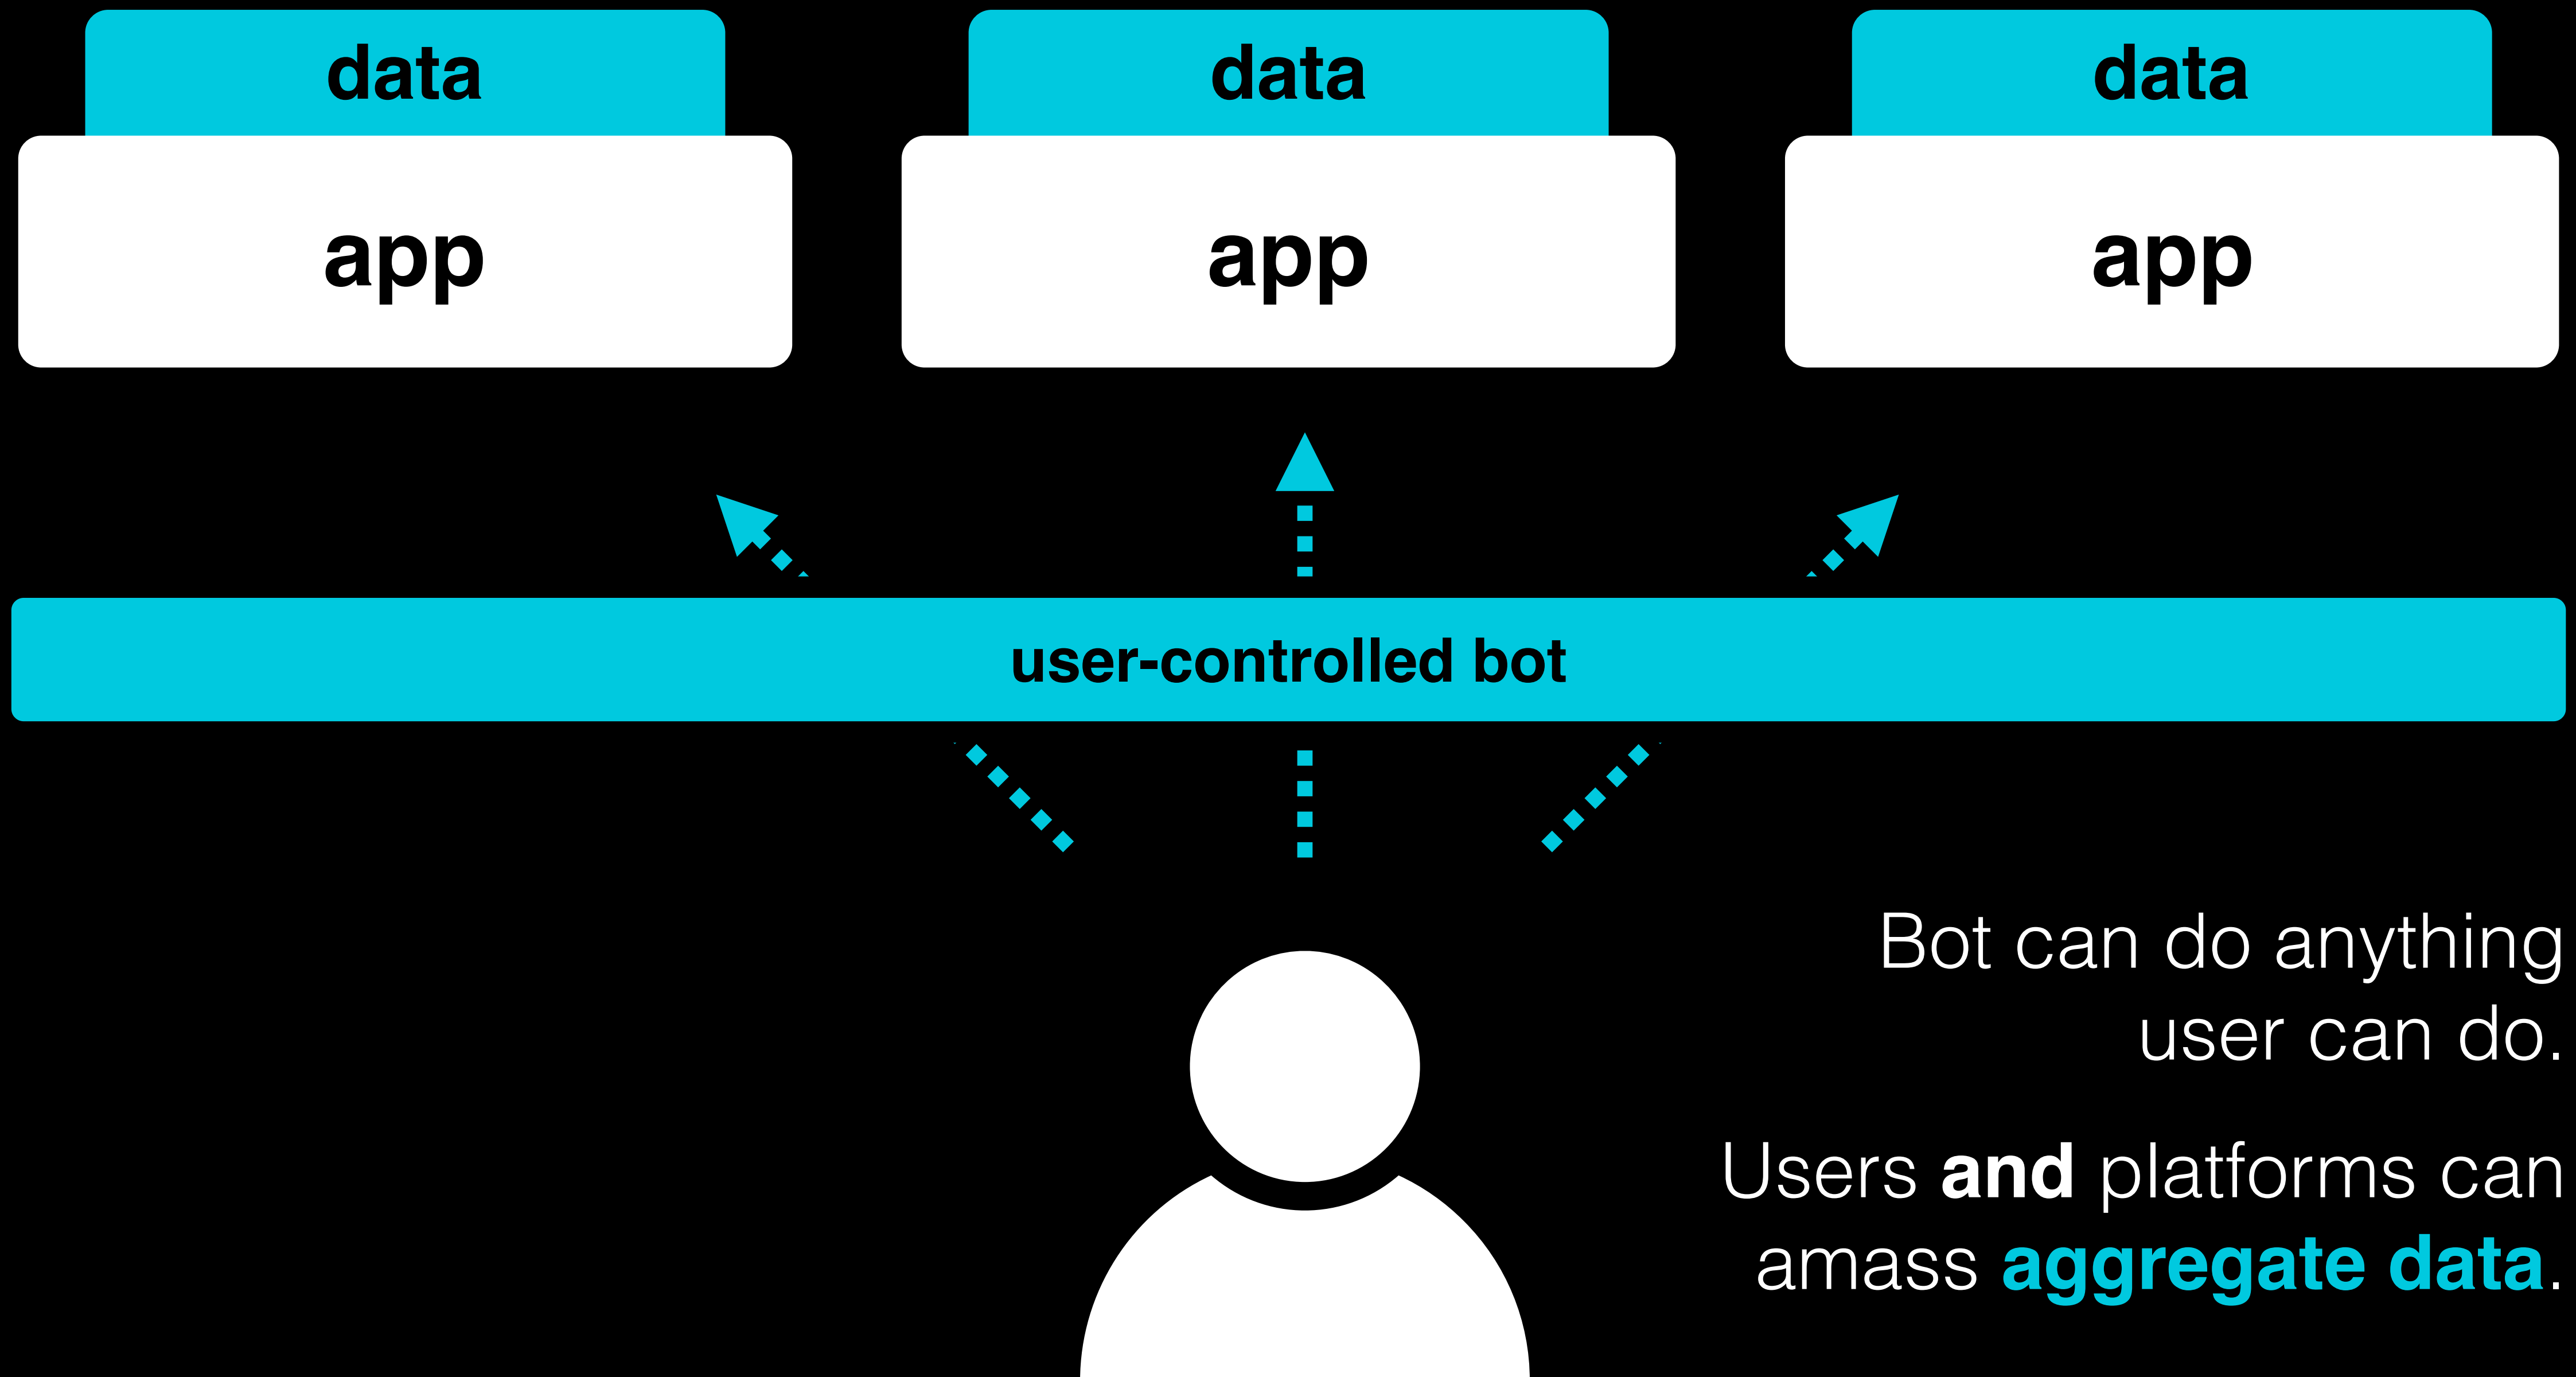 data
data
data
app
app
app
user-controlled bot
Bot can do anything
user can do.
Users and platforms can
amass aggregate data.